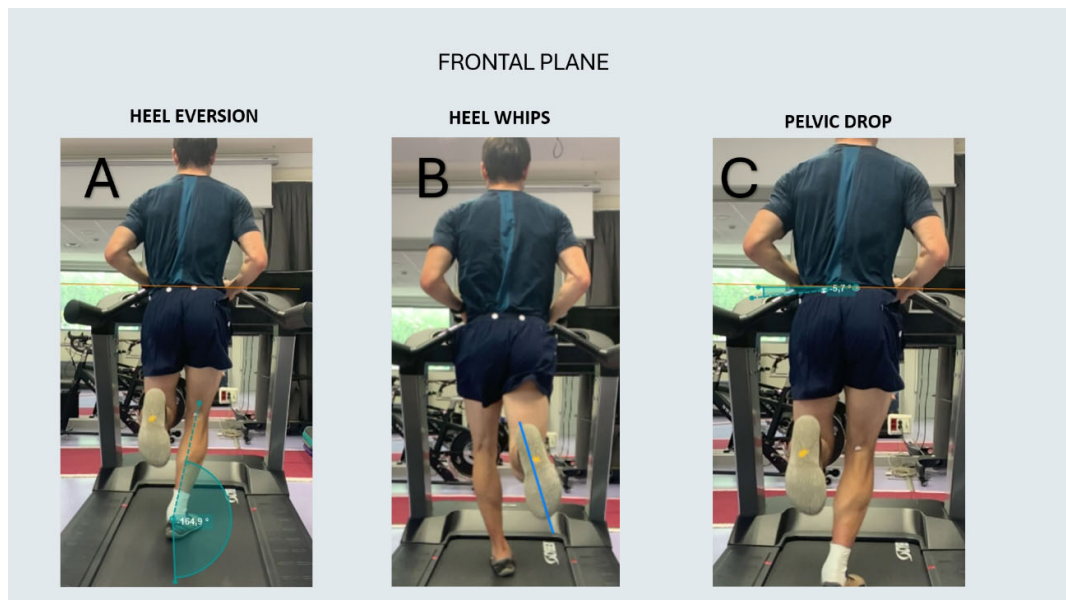 FRONTAL PLANE
HEEL EVERSION
HEEL WHIPS
PELVIC DROP
A
B
C
-5,7 °
-164,9 °